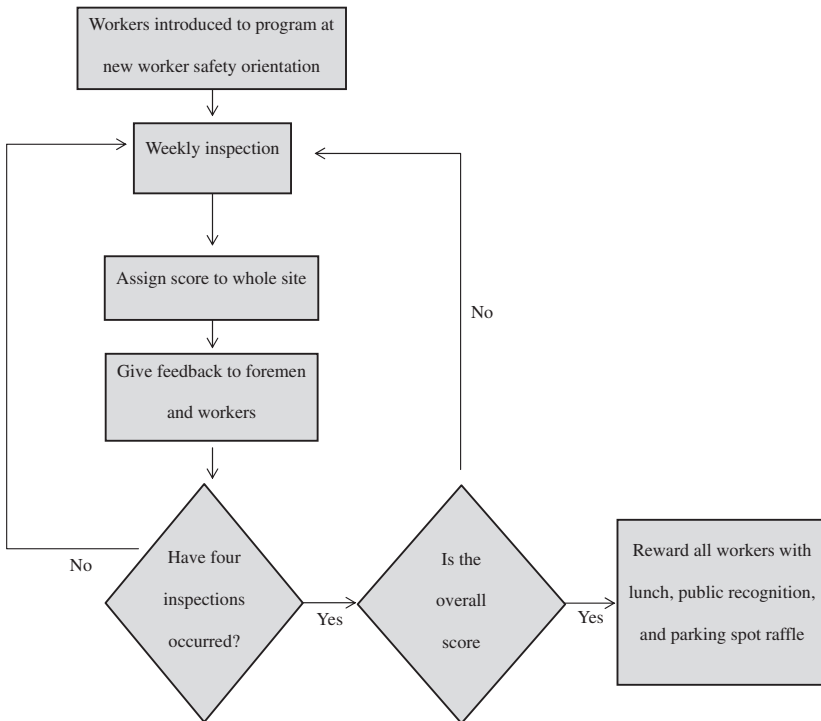 Workers introduced to program at
new worker safety orientation
Weekly inspection
Assign score to whole site
Give feedback to foremen
and workers
Have four
inspections
occurred?
No
Yes
Is the
overall
score
No
Yes
Reward all workers with
lunch, public recognition,
and parking spot raffle